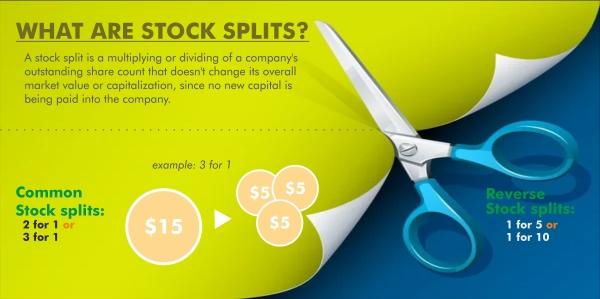 WHAT ARE STOCK SPLITS?
A stock split is a multiplying or dividing of a company's
outstanding share count that doesn't change its overall
market value or capitalization, since no new capital is
being paid into the company.
example: 3 for 1
Common
Stock splits:
2 for 1 or
3 for 1
$15
$5
$5
$5
Reverse
Stock splits:
1 for 5 or
1 for 10